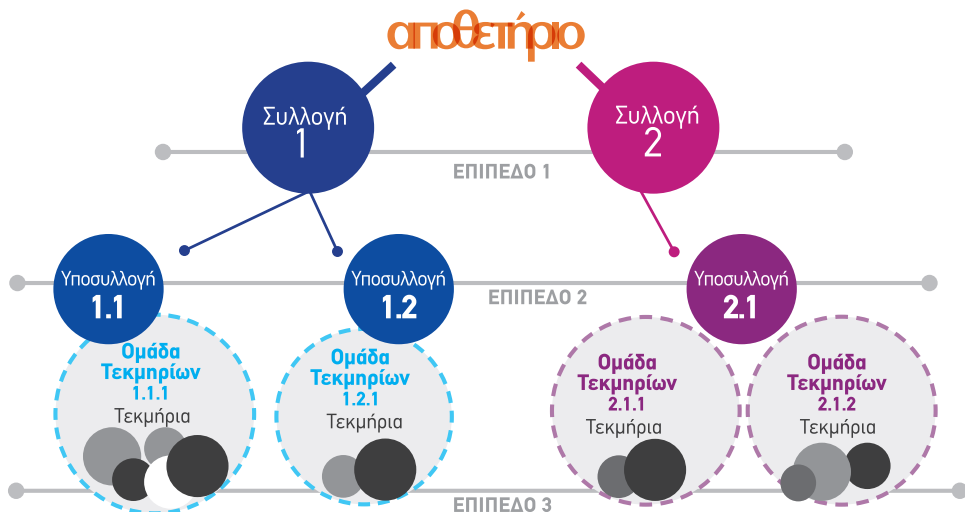 αποθετήριο
Συλλογή
1
Συλλογή
2
ΕΠΙΠΕΔΟ 1
Υποσυλλογή
1.1
Υποσυλλογή
1.2
Υποσυλλογή
2.1
ΕΠΙΠΕΔΟ 2
Ομάδα
Τεκμηρίων
1.1.1
Τεκμήρια
Ομάδα
Τεκμηρίων
1.2.1
Τεκμήρια
Ομάδα
Τεκμηρίων
2.1.1
Τεκμήρια
Ομάδα
Τεκμηρίων
2.1.2
Τεκμήρια
ΕΠΙΠΕΔΟ 3